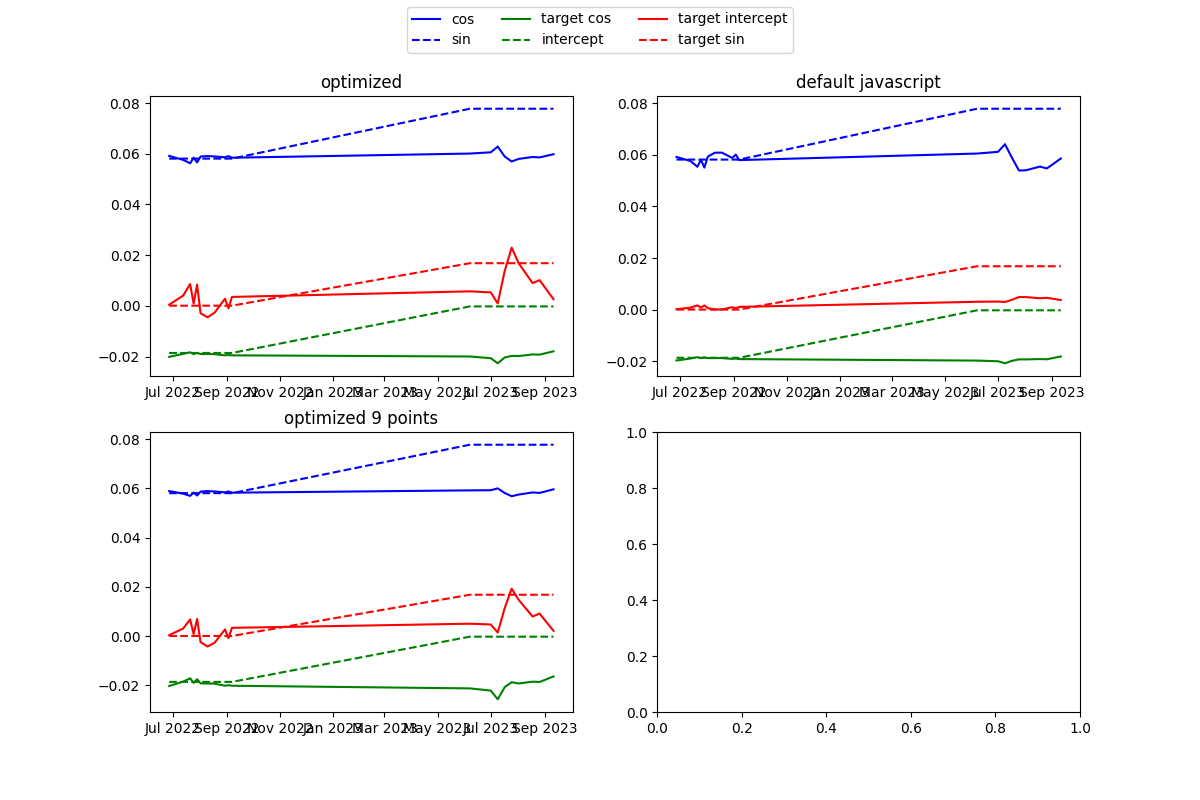 cos target cos target intercept
sin intercept target sin
optimized
0.08
0.06
0.04
0.02
0.00
−0.02
Jul 2022 Sep 2022 Nov 2022 Jan 2023 Mar 2023 May 2023 Jul 2023 Sep 2023
default javascript
0.08
0.06
0.04
0.02
0.00
−0.02
Jul 2022 Sep 2022 Nov 2022 Jan 2023 Mar 2023 May 2023 Jul 2023 Sep 2023
optimized 9 points
0.08
0.06
0.04
0.02
0.00
−0.02
Jul 2022 Sep 2022 Nov 2022 Jan 2023 Mar 2023 May 2023 Jul 2023 Sep 2023
1.0
0.8
0.6
0.4
0.2
0.0
0.0 0.2 0.4 0.6 0.8 1.0